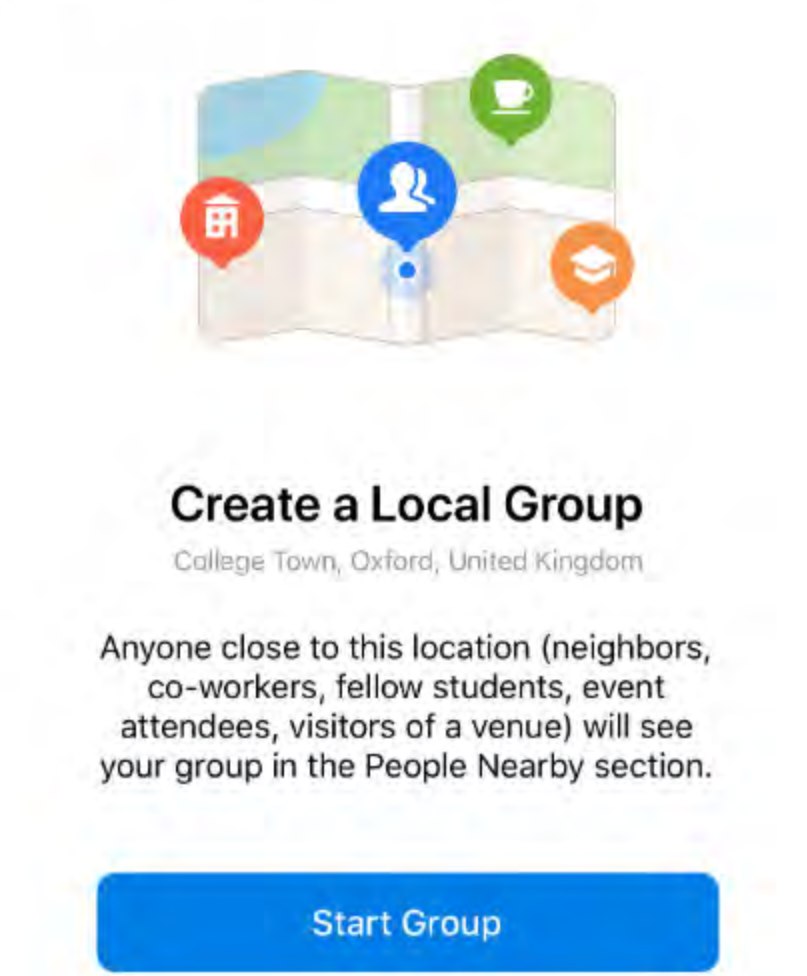 Create a Local Group
College Town, Oxford, United Kingdom
Anyone close to this location (neighbors,
co-workers, fellow students, event
attendees, visitors of a venue) will see
your group in the People Nearby section.
Start Group